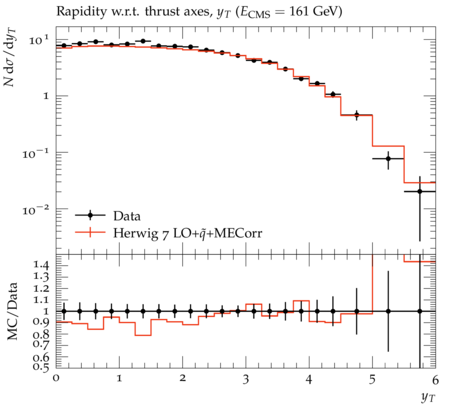 Rapidity w.r.t. thrust axes, y_T (E_CMS = 161 GeV)
N dσ/dy_T
10^1
1
10^−1
10^−2
Data
Herwig 7 LO+q̃+MECorr
MC/Data
1.4
1.3
1.2
1.1
1
0.9
0.8
0.7
0.6
0.5
0 1 2 3 4 5 6
y_T